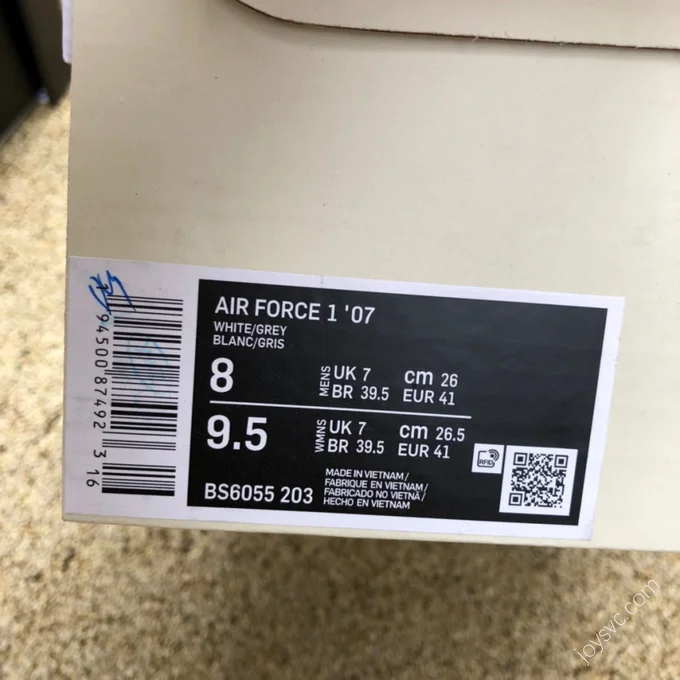 AIR FORCE 1 '07
WHITE/GREY
BLANC/GRIS
8
MENS
UK 7 cm 26
BR 39.5 EUR 41
9.5
WMNS
UK 7 cm 26.5
BR 39.5 EUR 41
BS6055 203
MADE IN VIETNAM/
FABRIQUE EN VIETNAM/
FABRICADO NO VIETNÃ/
HECHO EN VIETNAM
RFID
94500 87492 3 16
joysvc.com